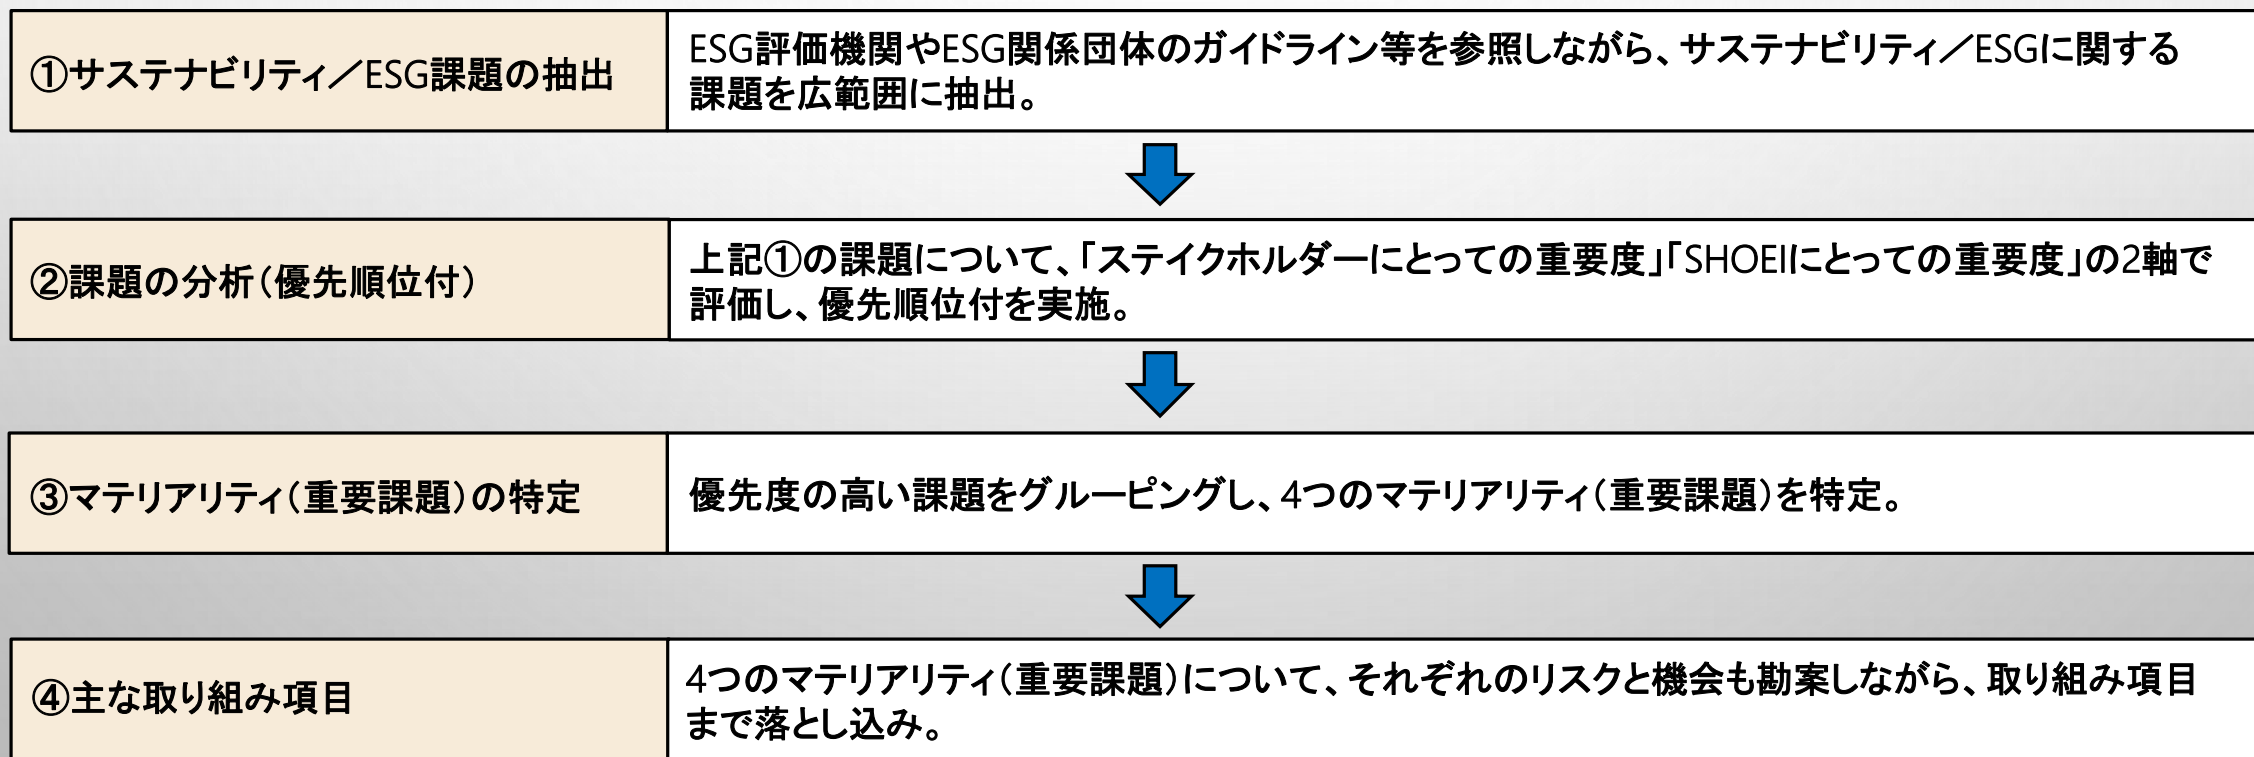 ①サステナビリティ／ESG課題の抽出
ESG評価機関やESG関係団体のガイドライン等を参照しながら、サステナビリティ／ESGに関する
課題を広範囲に抽出。
②課題の分析（優先順位付）
上記①の課題について、「ステイクホルダーにとっての重要度」「SHOEIにとっての重要度」の2軸で
評価し、優先順位付を実施。
③マテリアリティ（重要課題）の特定
優先度の高い課題をグルーピングし、4つのマテリアリティ（重要課題）を特定。
④主な取り組み項目
4つのマテリアリティ（重要課題）について、それぞれのリスクと機会も勘案しながら、取り組み項目
まで落とし込み。